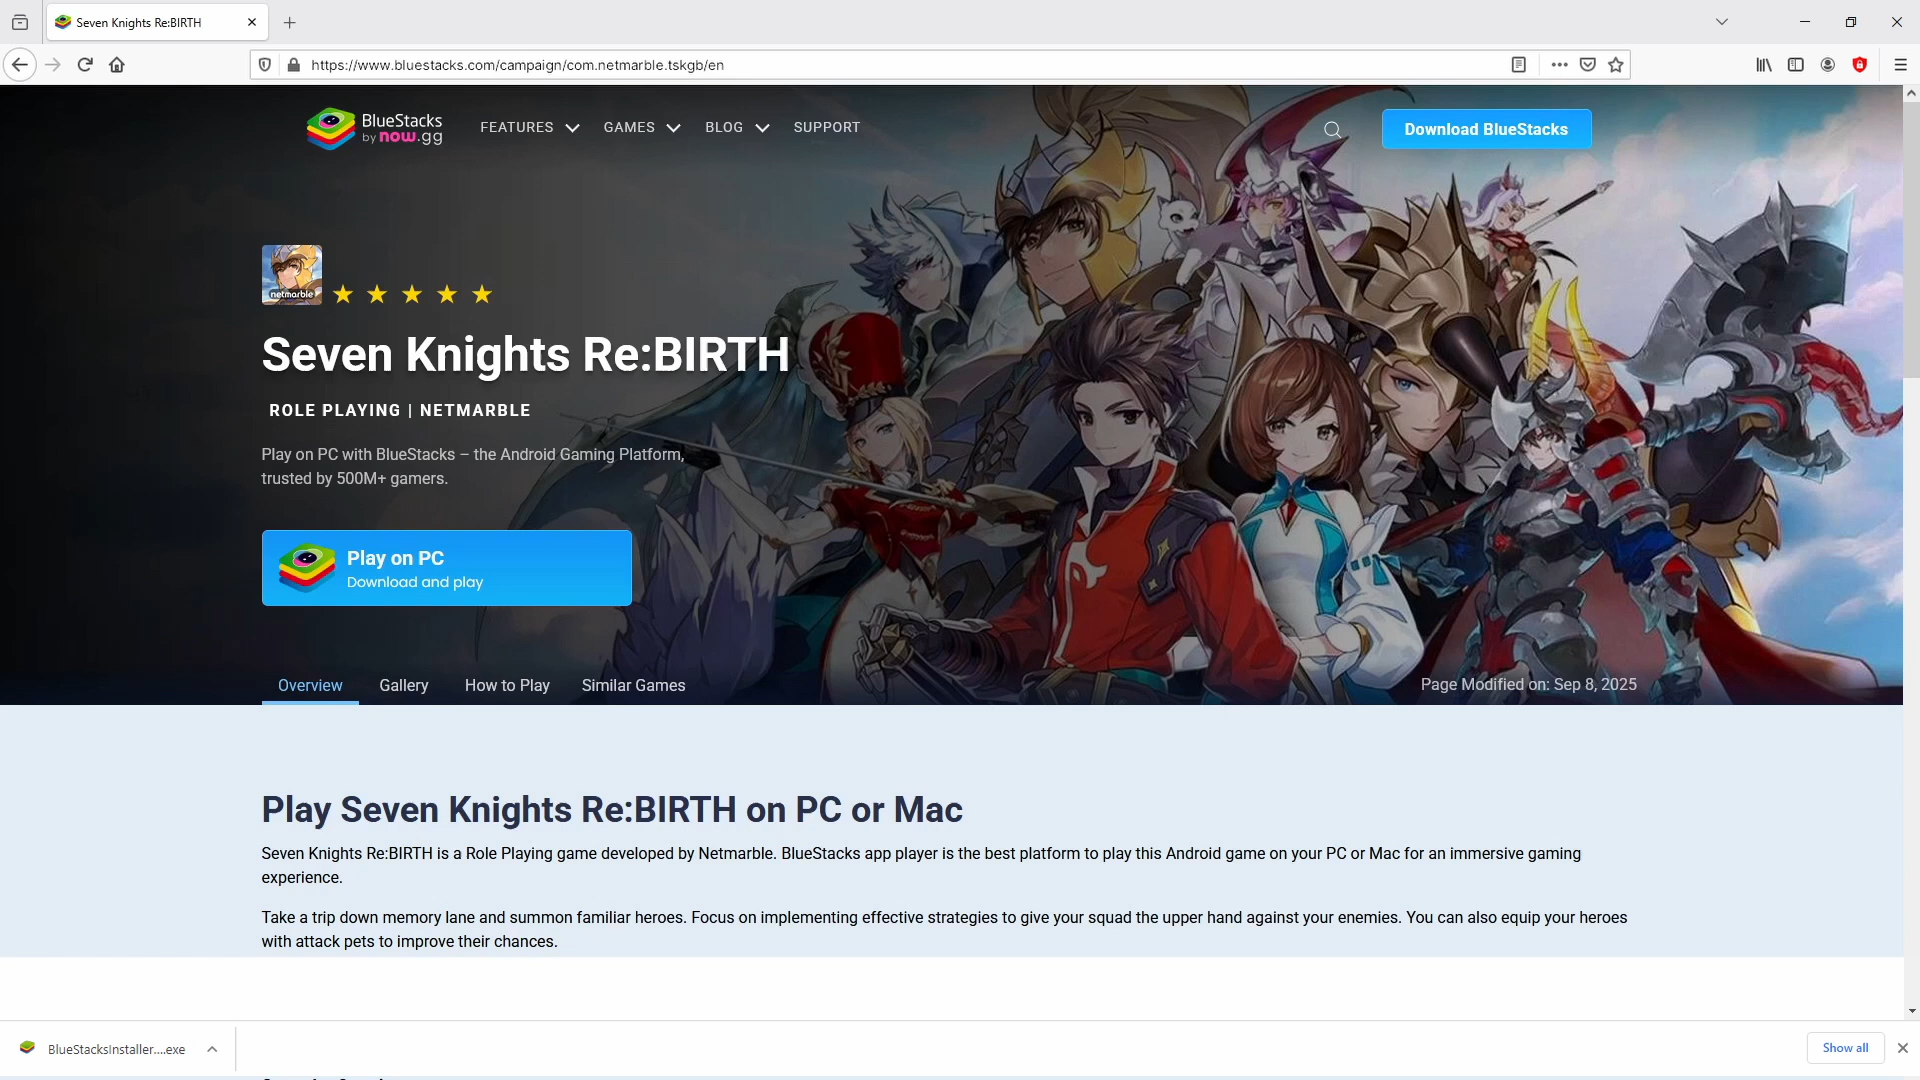 Seven Knights Re:BIRTH
https://www.bluestacks.com/campaign/com.netmarble.tskgb/en
BlueStacks
by now.gg
FEATURES
GAMES
BLOG
SUPPORT
Download BlueStacks
netmarble
Seven Knights Re:BIRTH
ROLE PLAYING | NETMARBLE
Play on PC with BlueStacks – the Android Gaming Platform,
trusted by 500M+ gamers.
Play on PC
Download and play
Overview
Gallery
How to Play
Similar Games
Page Modified on: Sep 8, 2025
Play Seven Knights Re:BIRTH on PC or Mac
Seven Knights Re:BIRTH is a Role Playing game developed by Netmarble. BlueStacks app player is the best platform to play this Android game on your PC or Mac for an immersive gaming
experience.
Take a trip down memory lane and summon familiar heroes. Focus on implementing effective strategies to give your squad the upper hand against your enemies. You can also equip your heroes
with attack pets to improve their chances.
BlueStacksInstaller....exe
Show all